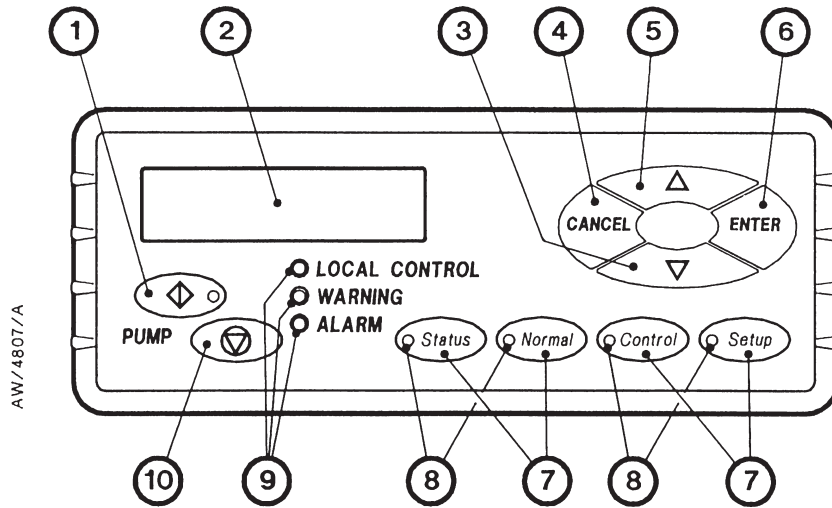 1 2 3 4 5 6
CANCEL ENTER
LOCAL CONTROL
WARNING
ALARM
PUMP
Status Normal Control Setup
AW/4807/A
10 9 8 7 8 7